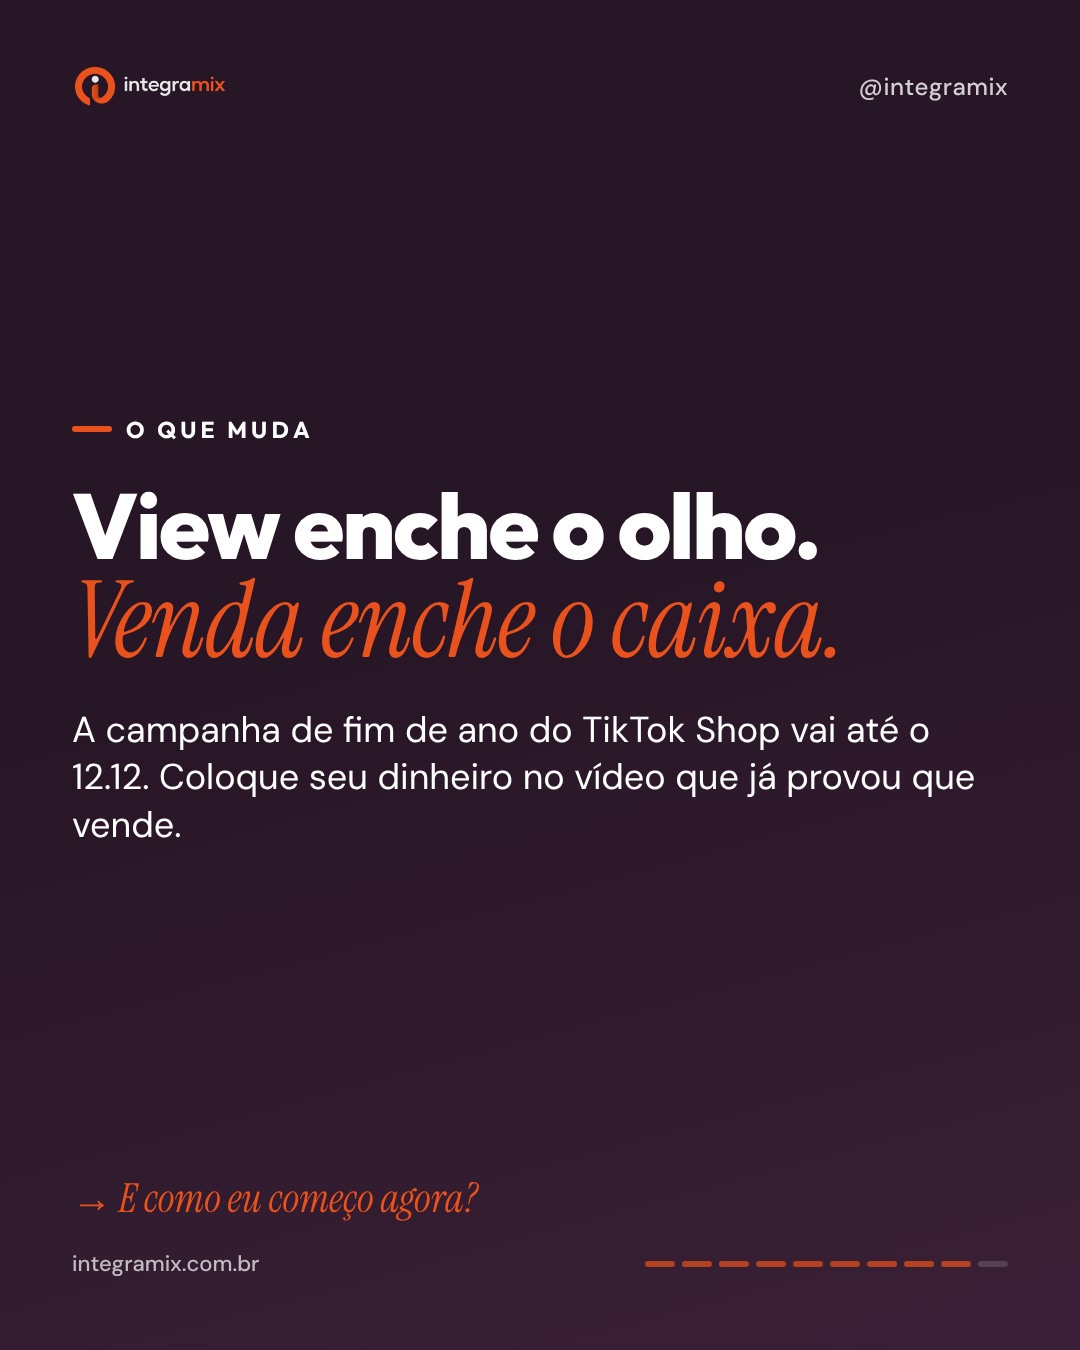 integramix
@integramix
O QUE MUDA
View enche o olho.
Venda enche o caixa.
A campanha de fim de ano do TikTok Shop vai até o
12.12. Coloque seu dinheiro no vídeo que já provou que
vende.
→ E como eu começo agora?
integramix.com.br